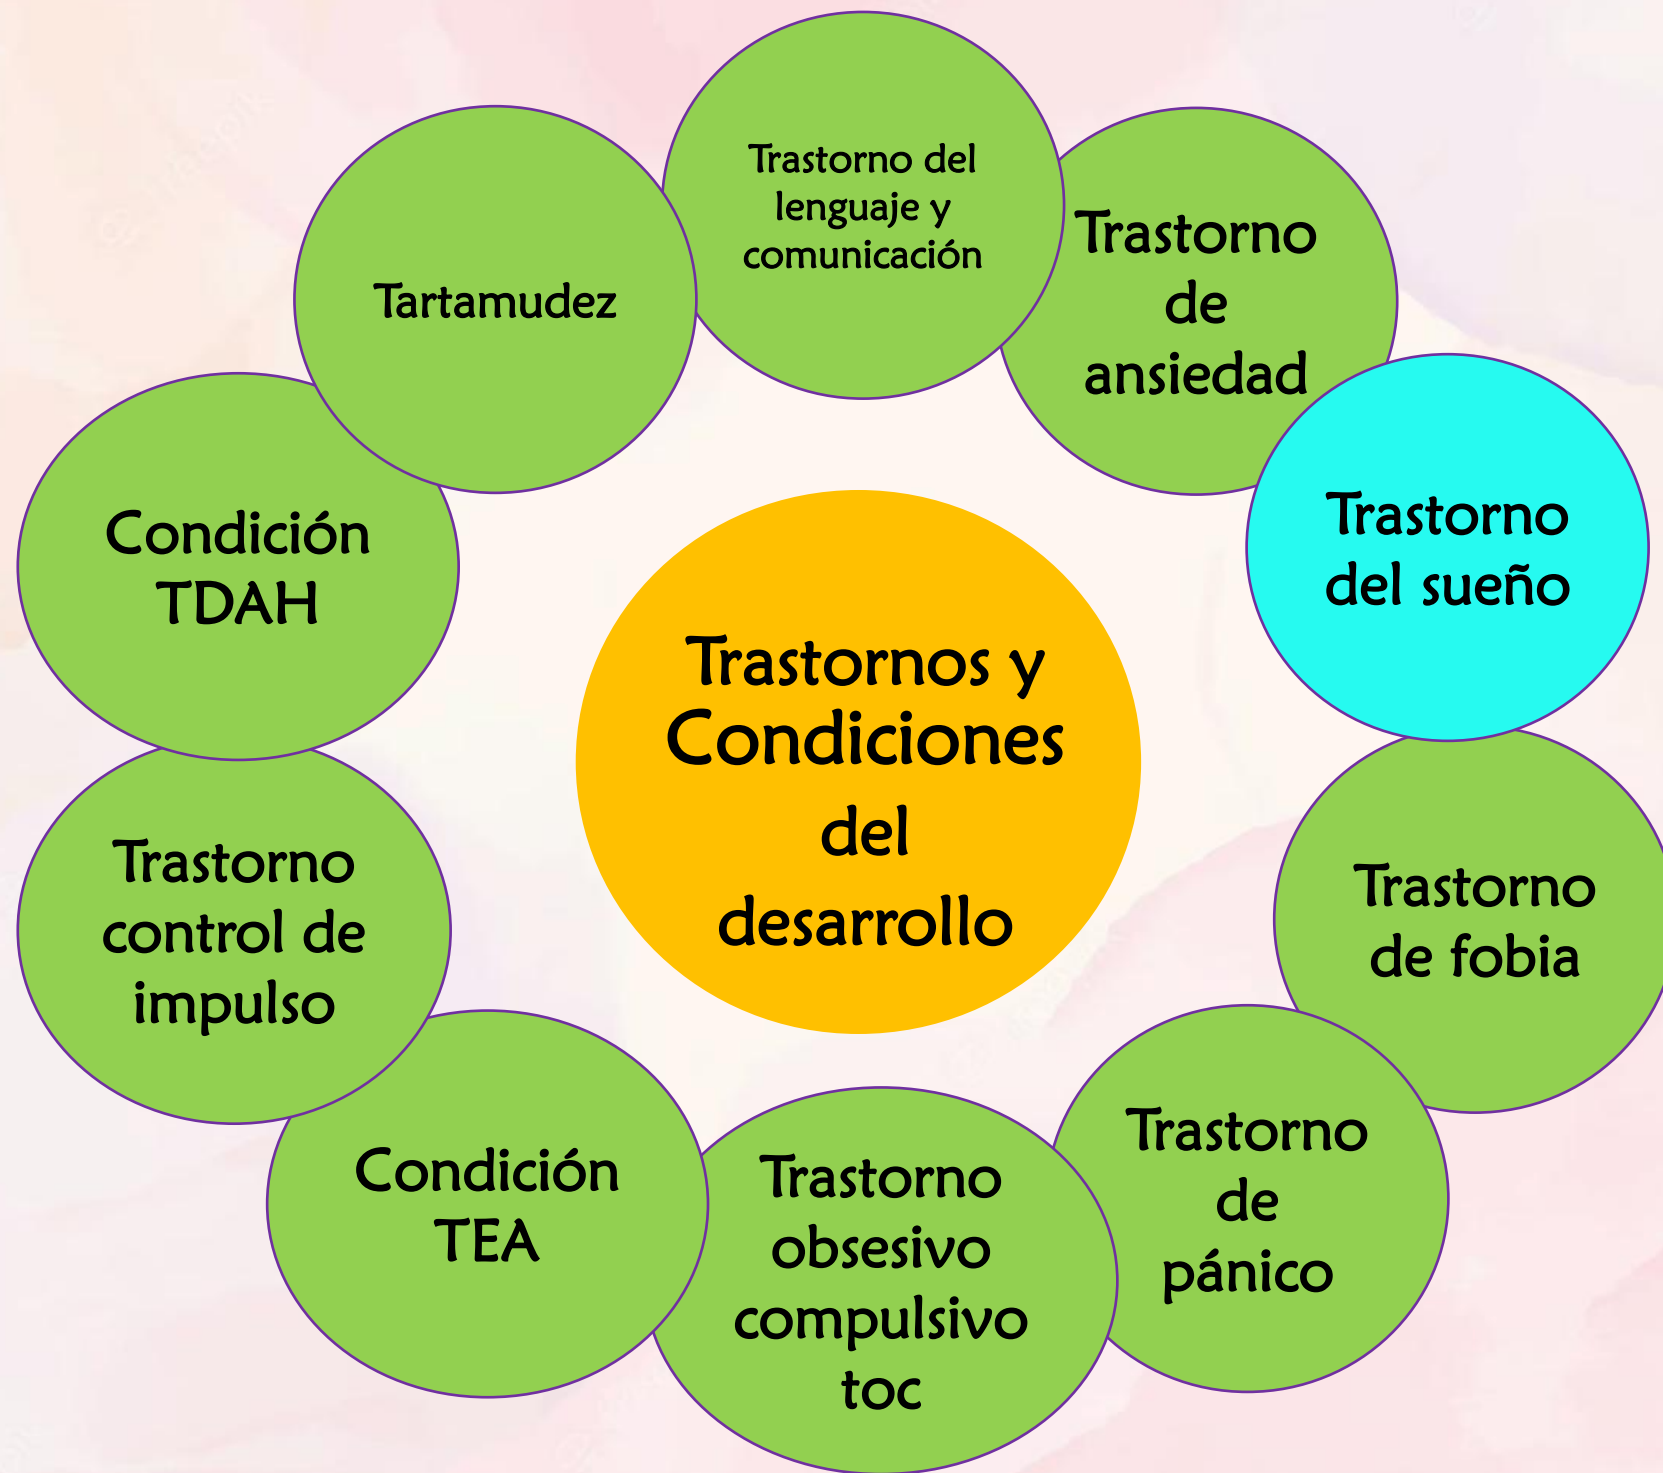 Trastorno del
lenguaje y
comunicación
Trastorno
de
ansiedad
Trastorno
del sueño
Trastorno
de fobia
Trastorno
de
pánico
Trastorno
obsesivo
compulsivo
toc
Condición
TEA
Trastorno
control de
impulso
Condición
TDAH
Tartamudez
Trastornos y
Condiciones
del
desarrollo